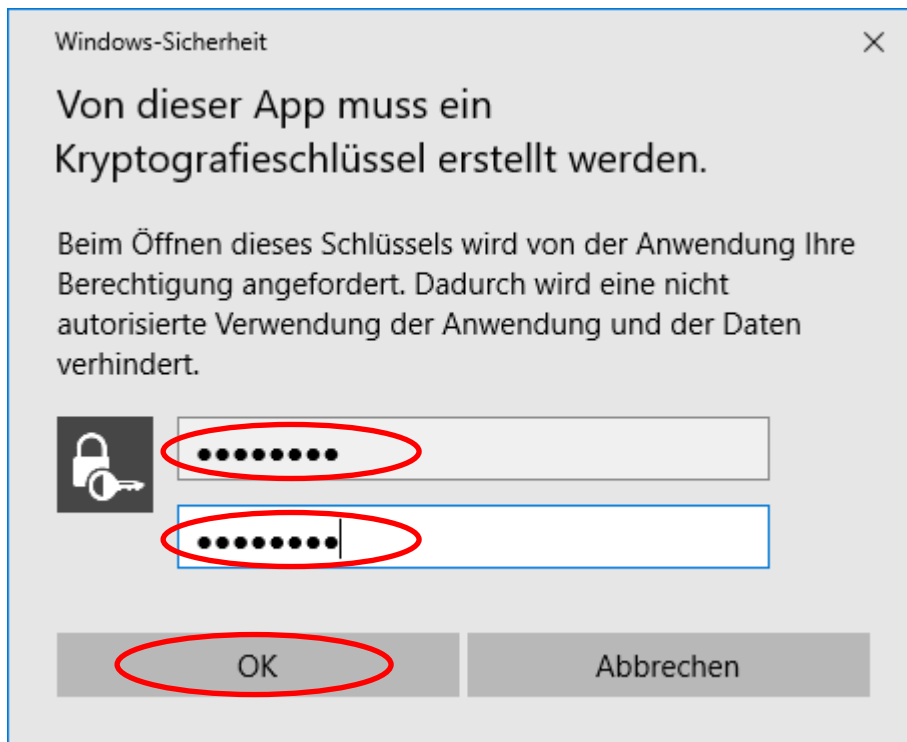 Windows-Sicherheit
Von dieser App muss ein
Kryptografieschlüssel erstellt werden.
Beim Öffnen dieses Schlüssels wird von der Anwendung Ihre
Berechtigung angefordert. Dadurch wird eine nicht
autorisierte Verwendung der Anwendung und der Daten
verhindert.
●●●●●●●●
●●●●●●●●
OK
Abbrechen